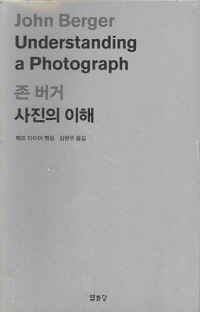 John Berger
Understanding
a Photograph
존 버거
사진의 이해
제프 다이어 엮음 김현우 옮김
열화당